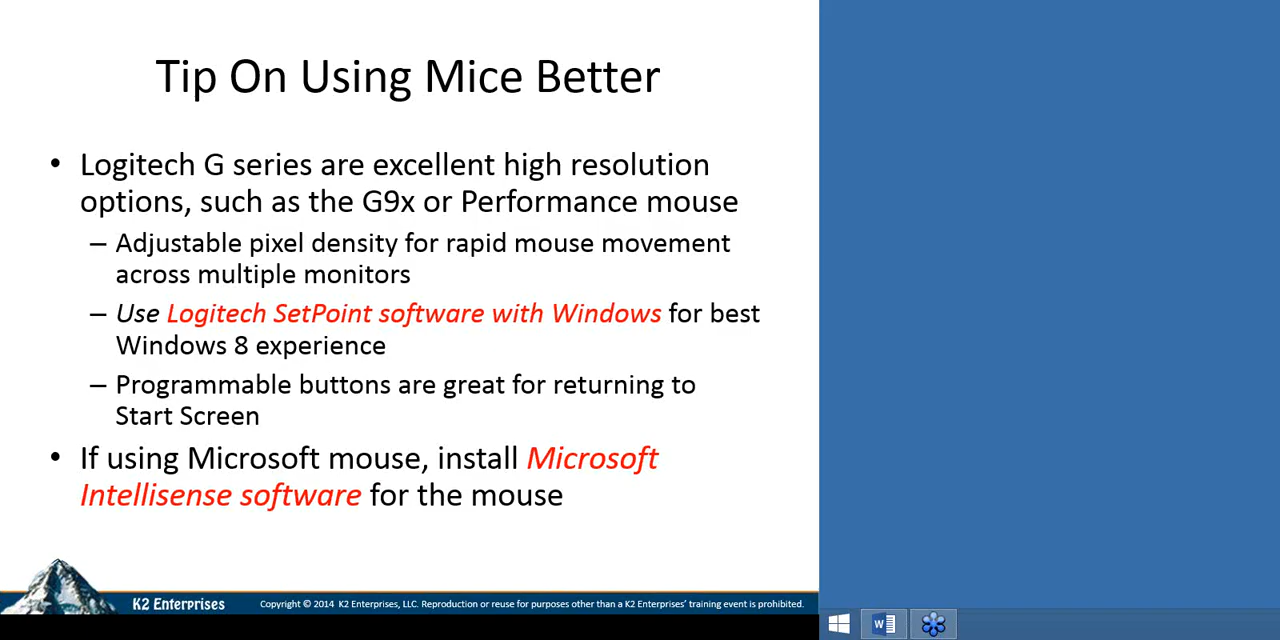 Tip On Using Mice Better
• Logitech G series are excellent high resolution
options, such as the G9x or Performance mouse
– Adjustable pixel density for rapid mouse movement
across multiple monitors
– Use Logitech SetPoint software with Windows for best
Windows 8 experience
– Programmable buttons are great for returning to
Start Screen
• If using Microsoft mouse, install Microsoft
Intellisense software for the mouse
K2 Enterprises
Copyright © 2014 K2 Enterprises, LLC. Reproduction or reuse for purposes other than a K2 Enterprises' training event is prohibited.
W